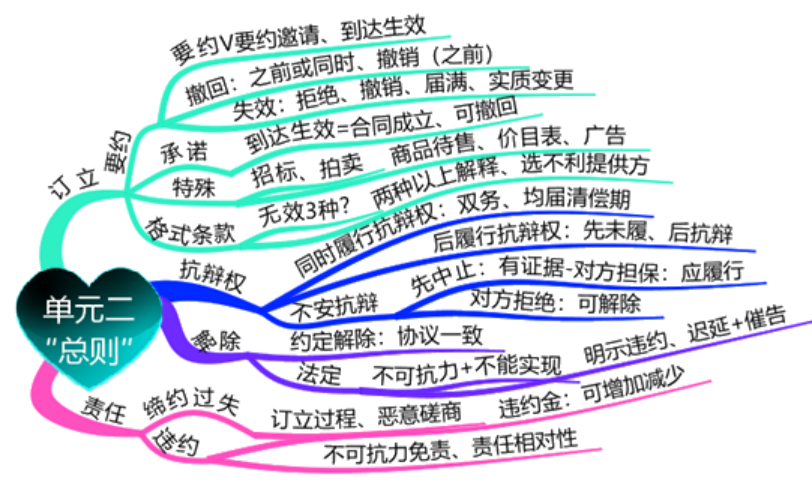 单元二
“总则”
订立
要约
要约V要约邀请、到达生效
撤回：之前或同时、撤销（之前）
失效：拒绝、撤销、届满、实质变更
承诺
到达生效=合同成立、可撤回
特殊
招标、拍卖
商品待售、价目表、广告
格式条款
无效3种？
两种以上解释、选不利提供方
抗辩权
同时履行抗辩权：双务、均届清偿期
后履行抗辩权：先未履、后抗辩
不安抗辩
先中止：有证据-对方担保：应履行
对方拒绝：可解除
解除
约定解除：协议一致
法定
不可抗力+不能实现
明示违约、迟延+催告
责任
缔约过失
订立过程、恶意磋商
违约
违约金：可增加减少
不可抗力免责、责任相对性